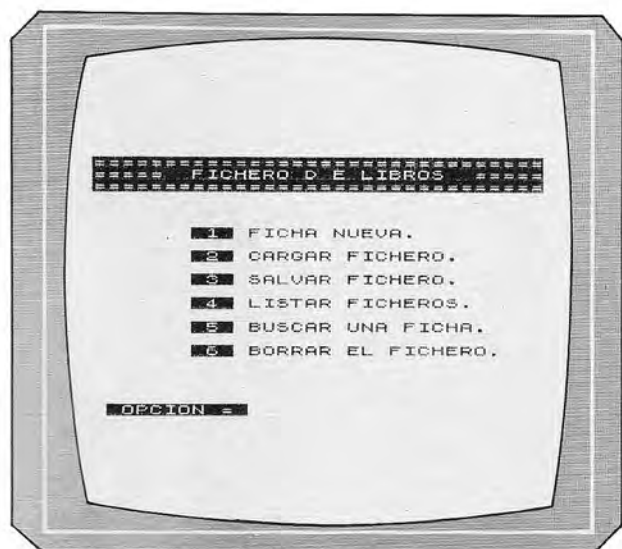 ==============================
===== FICHERO D E LIBROS =====
==============================
1 FICHA NUEVA.
2 CARGAR FICHERO.
3 SALVAR FICHERO.
4 LISTAR FICHEROS.
5 BUSCAR UNA FICHA.
6 BORRAR EL FICHERO.
OPCION =